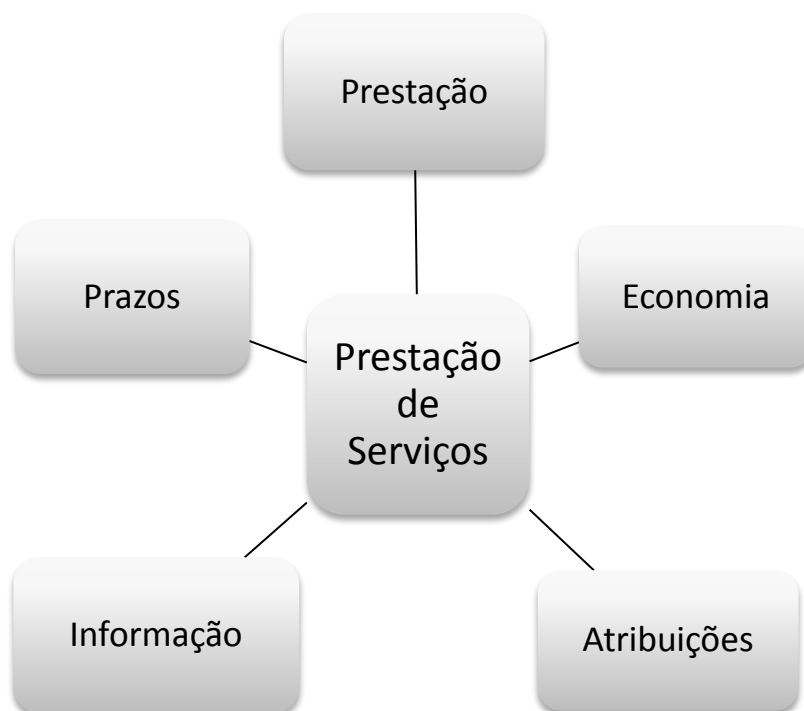 Prestação
Prazos
Economia
Prestação
de
Serviços
Informação
Atribuições